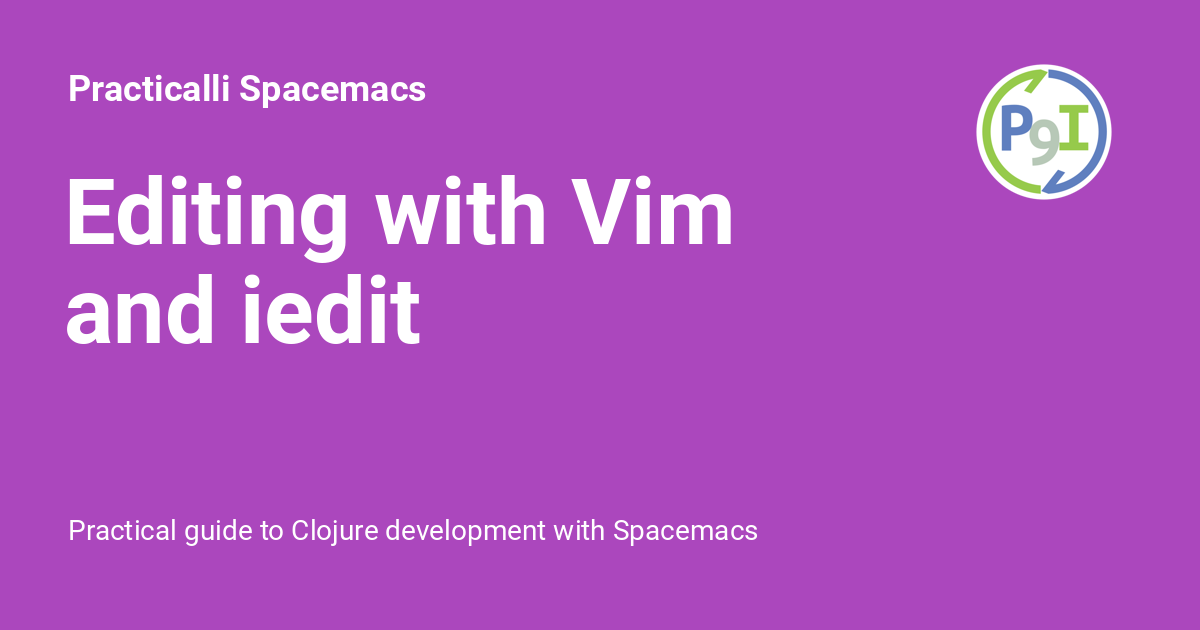 Practicalli Spacemacs
P9I
Editing with Vim
and iedit
Practical guide to Clojure development with Spacemacs